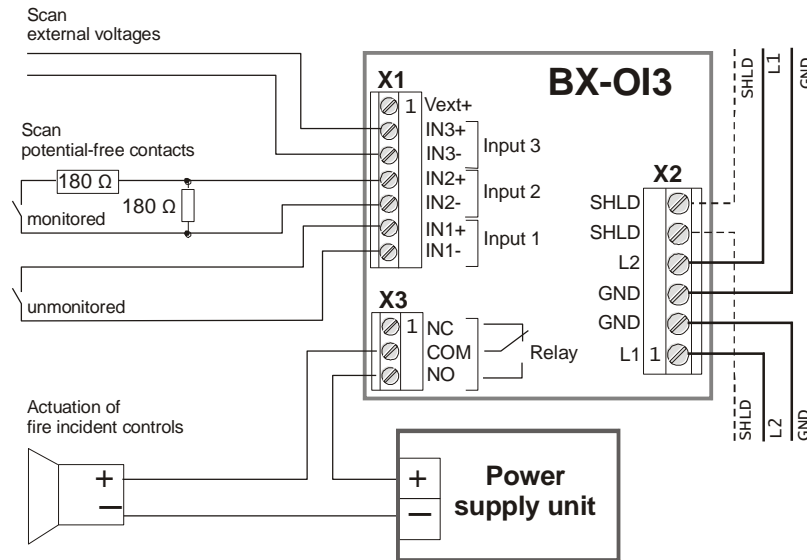 Scan
external voltages
Scan
potential-free contacts
180 Ω
180 Ω
monitored
unmonitored
Actuation of
fire incident controls
+
−
BX-OI3
X1
1 Vext+
IN3+
IN3-
Input 3
IN2+
IN2-
Input 2
IN1+
IN1-
Input 1
X3
1 NC
COM
NO
Relay
X2
SHLD
SHLD
L2
GND
GND
L1 1
SHLD
L1
GND
SHLD
L2
GND
+
−
Power
supply unit